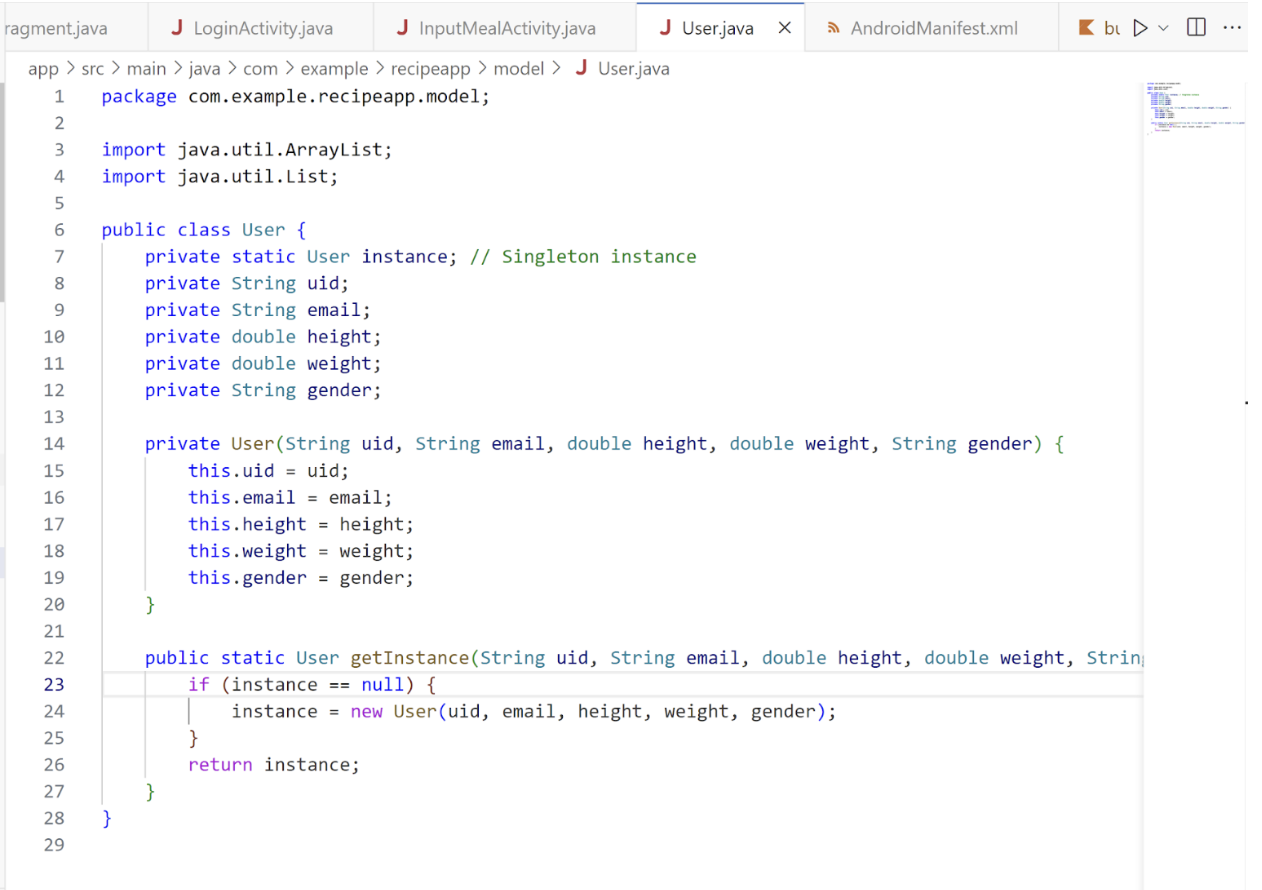 ragment.java J LoginActivity.java J InputMealActivity.java J User.java AndroidManifest.xml
app > src > main > java > com > example > recipeapp > model > J User.java
1 package com.example.recipeapp.model;
2
3 import java.util.ArrayList;
4 import java.util.List;
5
6 public class User {
7 private static User instance; // Singleton instance
8 private String uid;
9 private String email;
10 private double height;
11 private double weight;
12 private String gender;
13
14 private User(String uid, String email, double height, double weight, String gender) {
15 this.uid = uid;
16 this.email = email;
17 this.height = height;
18 this.weight = weight;
19 this.gender = gender;
20 }
21
22 public static User getInstance(String uid, String email, double height, double weight, String
23 if (instance == null) {
24 instance = new User(uid, email, height, weight, gender);
25 }
26 return instance;
27 }
28 }
29